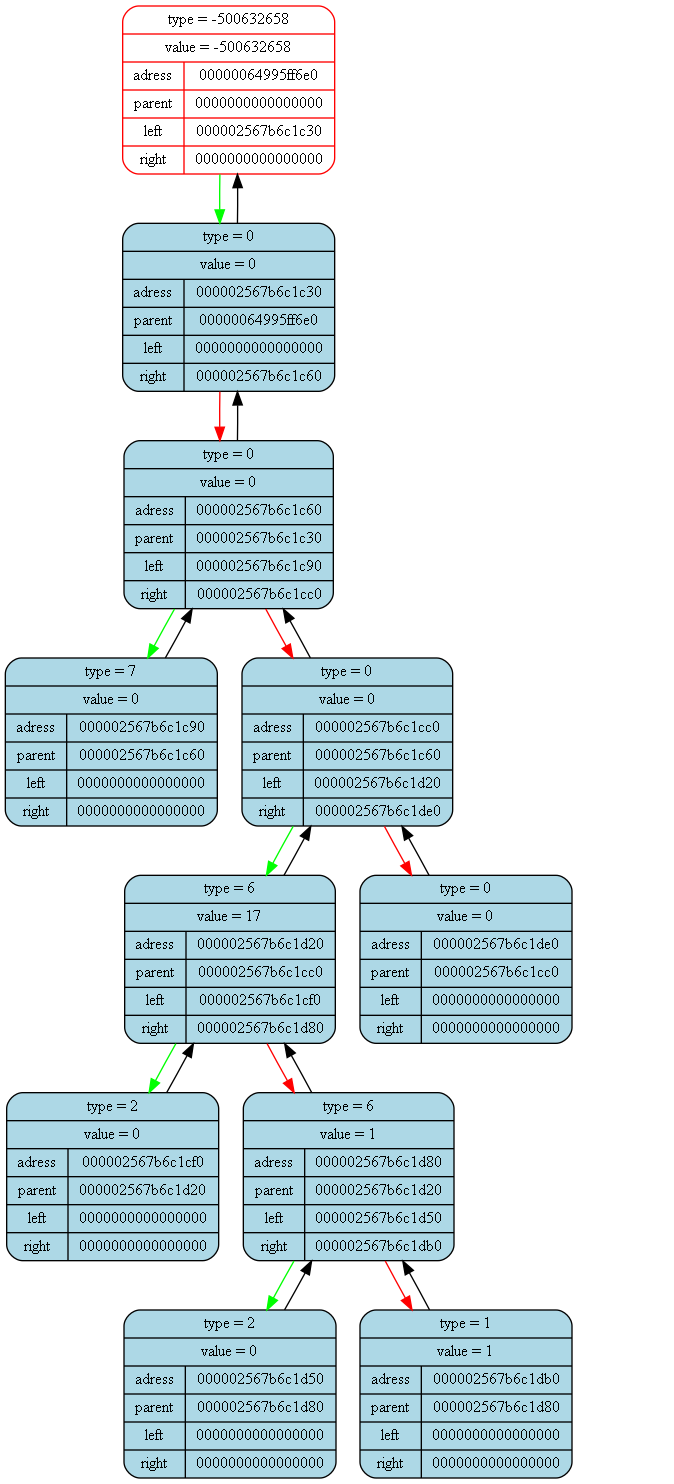 type = -500632658
value = -500632658
adress 00000064995ff6e0
parent 0000000000000000
left 000002567b6c1c30
right 0000000000000000
type = 0
value = 0
adress 000002567b6c1c30
parent 00000064995ff6e0
left 0000000000000000
right 000002567b6c1c60
type = 0
value = 0
adress 000002567b6c1c60
parent 000002567b6c1c30
left 000002567b6c1c90
right 000002567b6c1cc0
type = 7
value = 0
adress 000002567b6c1c90
parent 000002567b6c1c60
left 0000000000000000
right 0000000000000000
type = 0
value = 0
adress 000002567b6c1cc0
parent 000002567b6c1c60
left 000002567b6c1d20
right 000002567b6c1de0
type = 6
value = 17
adress 000002567b6c1d20
parent 000002567b6c1cc0
left 000002567b6c1cf0
right 000002567b6c1d80
type = 0
value = 0
adress 000002567b6c1de0
parent 000002567b6c1cc0
left 0000000000000000
right 0000000000000000
type = 2
value = 0
adress 000002567b6c1cf0
parent 000002567b6c1d20
left 0000000000000000
right 0000000000000000
type = 6
value = 1
adress 000002567b6c1d80
parent 000002567b6c1d20
left 000002567b6c1d50
right 000002567b6c1db0
type = 2
value = 0
adress 000002567b6c1d50
parent 000002567b6c1d80
left 0000000000000000
right 0000000000000000
type = 1
value = 1
adress 000002567b6c1db0
parent 000002567b6c1d80
left 0000000000000000
right 0000000000000000